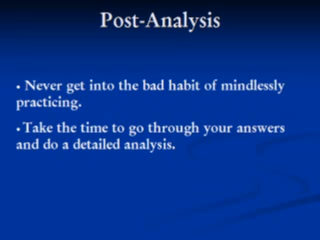 Post-Analysis
• Never get into the bad habit of mindlessly
practicing.
• Take the time to go through your answers
and do a detailed analysis.